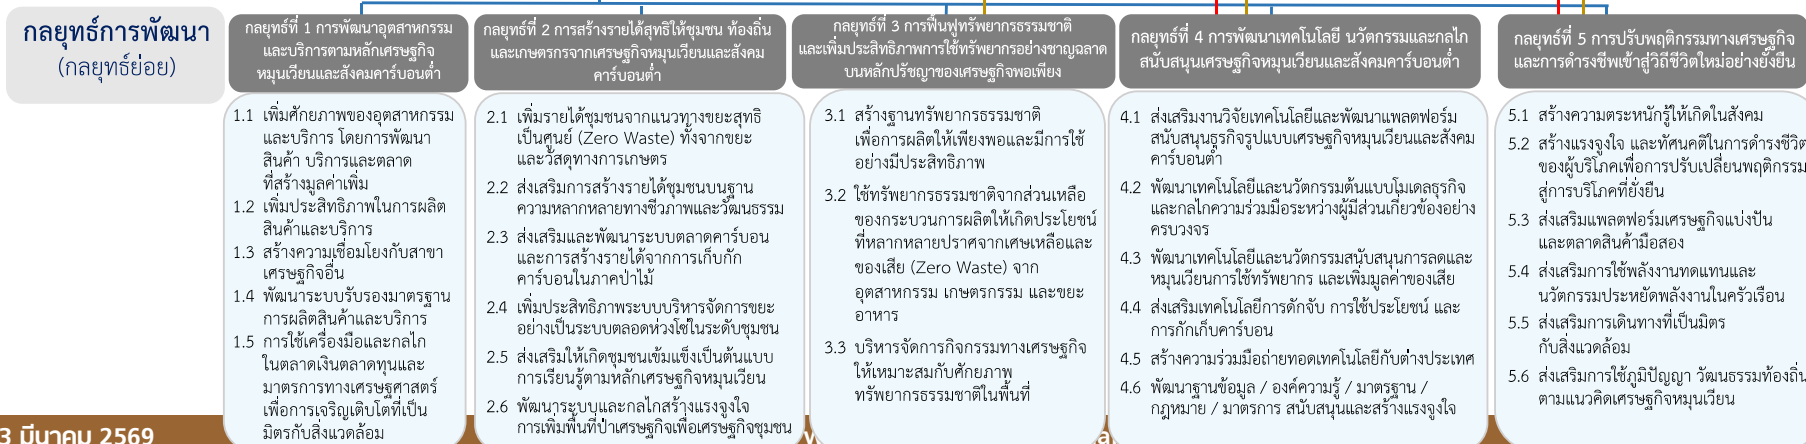 กลยุทธ์การพัฒนา
(กลยุทธ์ย่อย)
กลยุทธ์ที่ 1 การพัฒนาอุตสาหกรรม
และบริการตามหลักเศรษฐกิจ
หมุนเวียนและสังคมคาร์บอนต่ำ
1.1 เพิ่มศักยภาพของอุตสาหกรรม
และบริการ โดยการพัฒนา
สินค้า บริการและตลาด
ที่สร้างมูลค่าเพิ่ม
1.2 เพิ่มประสิทธิภาพในการผลิต
สินค้าและบริการ
1.3 สร้างความเชื่อมโยงกับสาขา
เศรษฐกิจอื่น
1.4 พัฒนาระบบรับรองมาตรฐาน
การผลิตสินค้าและบริการ
1.5 การใช้เครื่องมือและกลไก
ในตลาดเงินตลาดทุนและ
มาตรการทางเศรษฐศาสตร์
เพื่อการเจริญเติบโตที่เป็น
มิตรกับสิ่งแวดล้อม
กลยุทธ์ที่ 2 การสร้างรายได้สุทธิให้ชุมชน ท้องถิ่น
และเกษตรกรจากเศรษฐกิจหมุนเวียนและสังคม
คาร์บอนต่ำ
2.1 เพิ่มรายได้ชุมชนจากแนวทางขยะสุทธิ
เป็นศูนย์ (Zero Waste) ทั้งจากขยะ
และวัสดุทางการเกษตร
2.2 ส่งเสริมการสร้างรายได้ชุมชนบนฐาน
ความหลากหลายทางชีวภาพและวัฒนธรรม
2.3 ส่งเสริมและพัฒนาระบบตลาดคาร์บอน
และการสร้างรายได้จากการเก็บกัก
คาร์บอนในภาคป่าไม้
2.4 เพิ่มประสิทธิภาพระบบบริหารจัดการขยะ
อย่างเป็นระบบตลอดห่วงโซ่ในระดับชุมชน
2.5 ส่งเสริมให้เกิดชุมชนเข้มแข็งเป็นต้นแบบ
การเรียนรู้ตามหลักเศรษฐกิจหมุนเวียน
2.6 พัฒนาระบบและกลไกสร้างแรงจูงใจ
การเพิ่มพื้นที่ป่าเศรษฐกิจเพื่อเศรษฐกิจชุมชน
กลยุทธ์ที่ 3 การฟื้นฟูทรัพยากรธรรมชาติ
และเพิ่มประสิทธิภาพการใช้ทรัพยากรอย่างชาญฉลาด
บนหลักปรัชญาของเศรษฐกิจพอเพียง
3.1 สร้างฐานทรัพยากรธรรมชาติ
เพื่อการผลิตให้เพียงพอและมีการใช้
อย่างมีประสิทธิภาพ
3.2 ใช้ทรัพยากรธรรมชาติจากส่วนเหลือ
ของกระบวนการผลิตให้เกิดประโยชน์
ที่หลากหลายปราศจากเศษเหลือและ
ของเสีย (Zero Waste) จาก
อุตสาหกรรม เกษตรกรรม และขยะ
อาหาร
3.3 บริหารจัดการกิจกรรมทางเศรษฐกิจ
ให้เหมาะสมกับศักยภาพ
ทรัพยากรธรรมชาติในพื้นที่
กลยุทธ์ที่ 4 การพัฒนาเทคโนโลยี นวัตกรรมและกลไก
สนับสนุนเศรษฐกิจหมุนเวียนและสังคมคาร์บอนต่ำ
4.1 ส่งเสริมงานวิจัยเทคโนโลยีและพัฒนาแพลตฟอร์ม
สนับสนุนธุรกิจรูปแบบเศรษฐกิจหมุนเวียนและสังคม
คาร์บอนต่ำ
4.2 พัฒนาเทคโนโลยีและนวัตกรรมต้นแบบโมเดลธุรกิจ
และกลไกความร่วมมือระหว่างผู้มีส่วนเกี่ยวข้องอย่าง
ครบวงจร
4.3 พัฒนาเทคโนโลยีและนวัตกรรมสนับสนุนการลดและ
หมุนเวียนการใช้ทรัพยากร และเพิ่มมูลค่าของเสีย
4.4 ส่งเสริมเทคโนโลยีการดักจับ การใช้ประโยชน์ และ
การกักเก็บคาร์บอน
4.5 สร้างความร่วมมือถ่ายทอดเทคโนโลยีกับต่างประเทศ
4.6 พัฒนาฐานข้อมูล / องค์ความรู้ / มาตรฐาน /
กฎหมาย / มาตรการ สนับสนุนและสร้างแรงจูงใจ
กลยุทธ์ที่ 5 การปรับพฤติกรรมทางเศรษฐกิจ
และการดำรงชีพเข้าสู่วิถีชีวิตใหม่อย่างยั่งยืน
5.1 สร้างความตระหนักรู้ให้เกิดในสังคม
5.2 สร้างแรงจูงใจ และทัศนคติในการดำรงชีวิต
ของผู้บริโภคเพื่อการปรับเปลี่ยนพฤติกรรม
สู่การบริโภคที่ยั่งยืน
5.3 ส่งเสริมแพลตฟอร์มเศรษฐกิจแบ่งปัน
และตลาดสินค้ามือสอง
5.4 ส่งเสริมการใช้พลังงานทดแทนและ
นวัตกรรมประหยัดพลังงานในครัวเรือน
5.5 ส่งเสริมการเดินทางที่เป็นมิตร
กับสิ่งแวดล้อม
5.6 ส่งเสริมการใช้ภูมิปัญญา วัฒนธรรมท้องถิ่น
ตามแนวคิดเศรษฐกิจหมุนเวียน
3 มีนาคม 2569